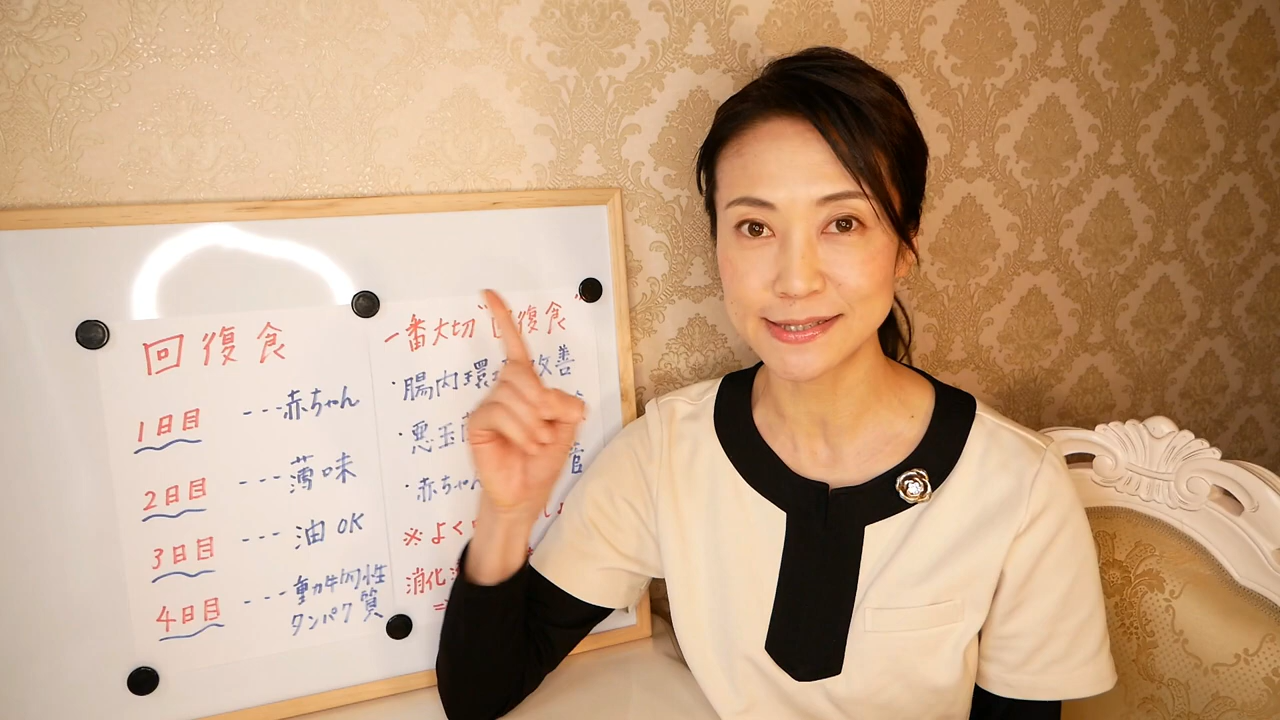 回復食
1日目 ---赤ちゃん
2日目 ---薄味
3日目 ---油OK
4日目 ---動物性
タンパク質
一番大切"回復食"
・腸内環 改善
・悪玉
・赤ちゃん
※よく
消化